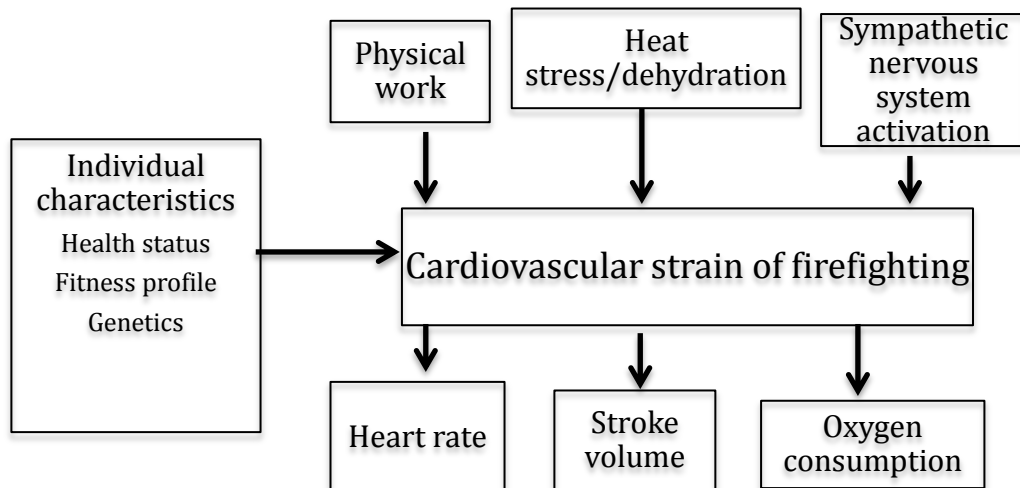 Physical
work
Heat
stress/dehydration
Sympathetic
nervous
system
activation
Individual
characteristics
Health status
Fitness profile
Genetics
Cardiovascular strain of firefighting
Heart rate
Stroke
volume
Oxygen
consumption